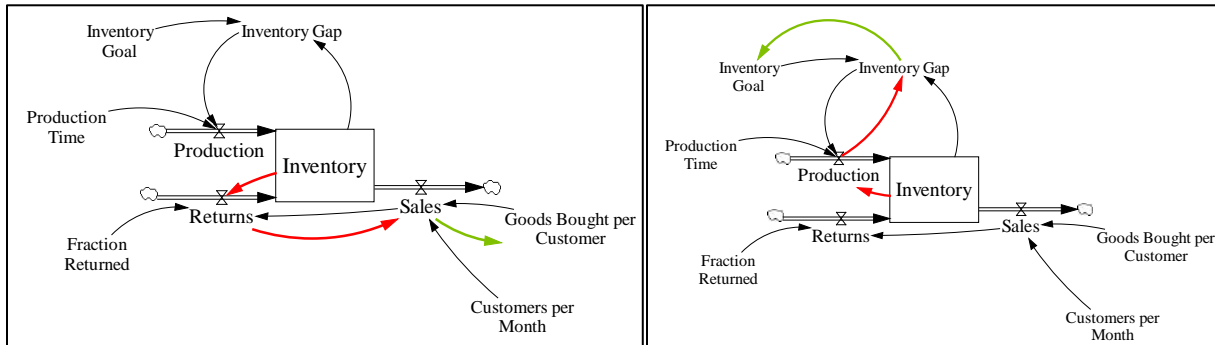 Inventory
Goal
Inventory Gap
Production
Time
Production
Inventory
Returns
Sales
Goods Bought per
Customer
Fraction
Returned
Customers per
Month
Inventory
Goal
Inventory Gap
Production
Time
Production
Inventory
Returns
Sales
Goods Bought per
Customer
Fraction
Returned
Customers per
Month